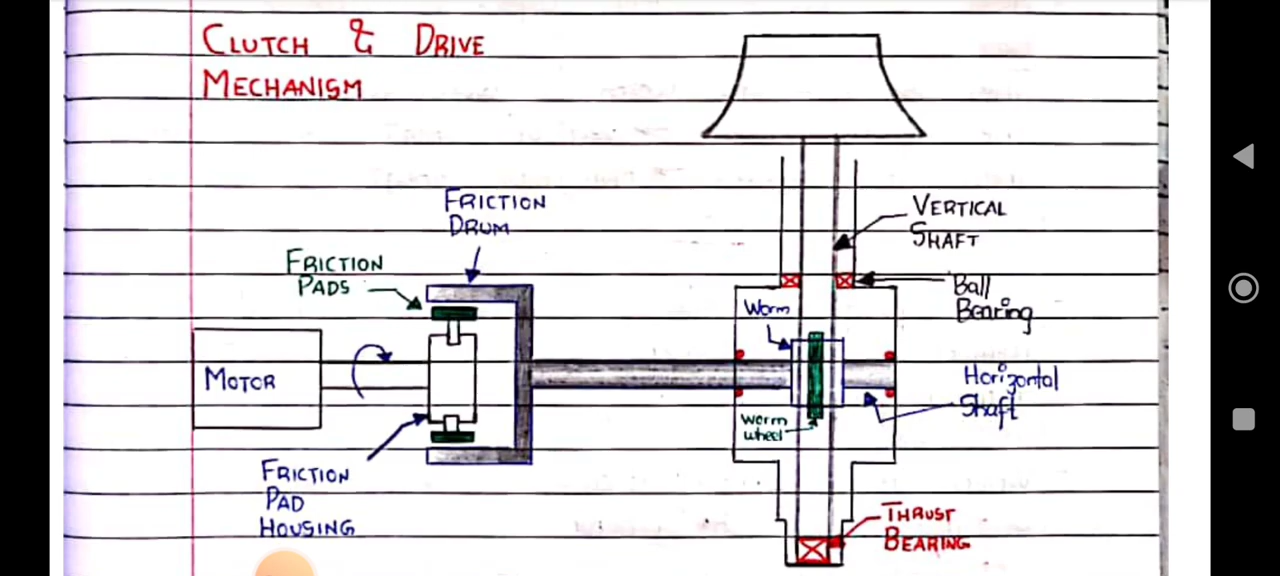 CLUTCH & DRIVE
MECHANISM
FRICTION
DRUM
FRICTION
PADS
MOTOR
FRICTION
PAD
HOUSING
VERTICAL
SHAFT
Ball
Bearing
Worm
Horizontal
Shaft
worm
wheel
THRUST
BEARING